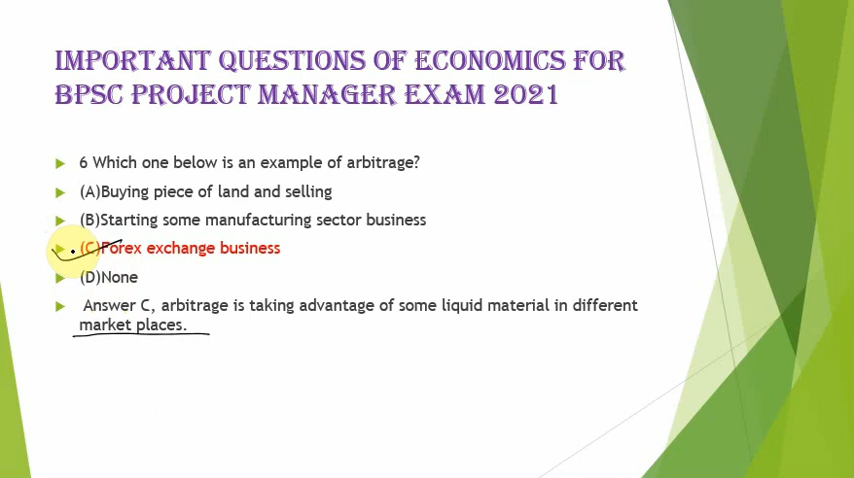 IMPORTANT QUESTIONS OF ECONOMICS FOR
BPSC PROJECT MANAGER EXAM 2021
6 Which one below is an example of arbitrage?
(A)Buying piece of land and selling
(B)Starting some manufacturing sector business
(C)Forex exchange business
(D)None
Answer C, arbitrage is taking advantage of some liquid material in different
market places.